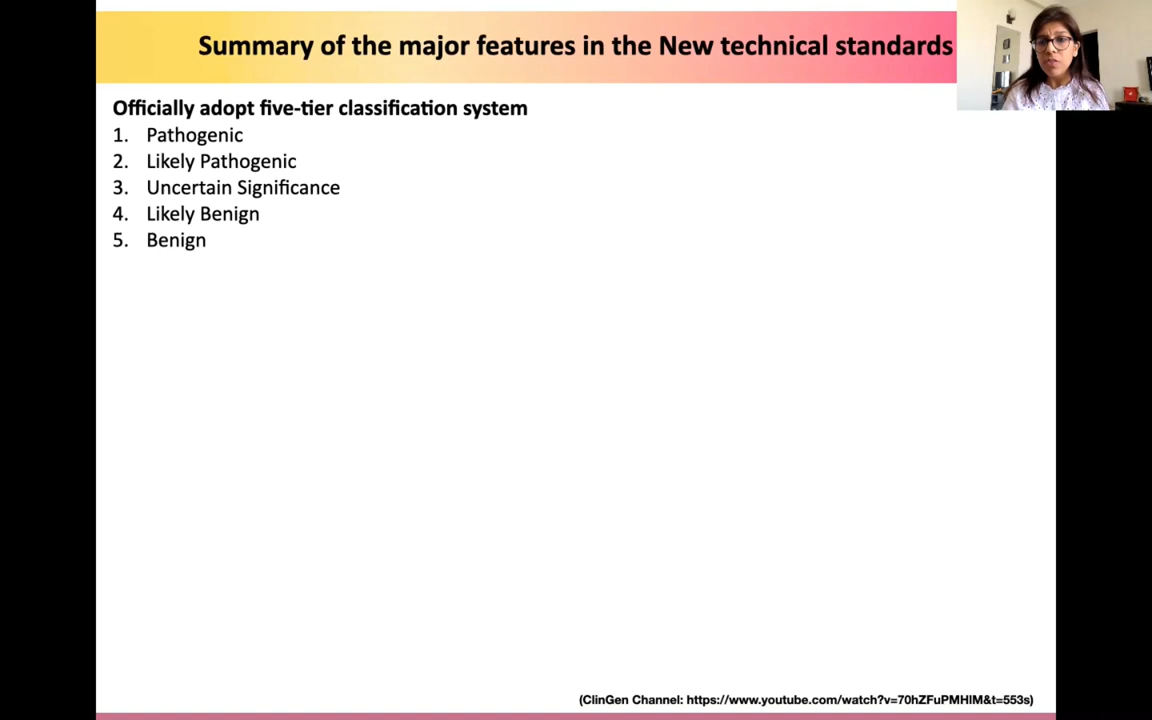 Summary of the major features in the New technical standards
Officially adopt five-tier classification system
1. Pathogenic
2. Likely Pathogenic
3. Uncertain Significance
4. Likely Benign
5. Benign
(ClinGen Channel: https://www.youtube.com/watch?v=70hZFuPMHlM&t=553s)